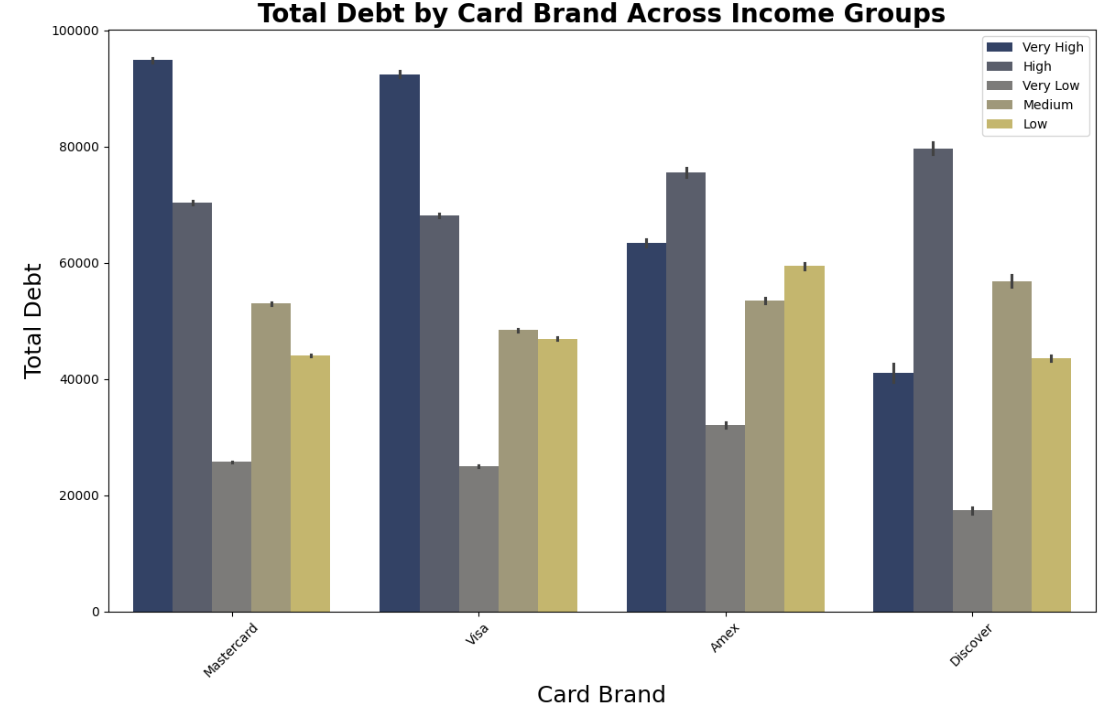 Total Debt by Card Brand Across Income Groups
Total Debt
100000
80000
60000
40000
20000
0
Very High
High
Very Low
Medium
Low
Mastercard
Visa
Amex
Discover
Card Brand